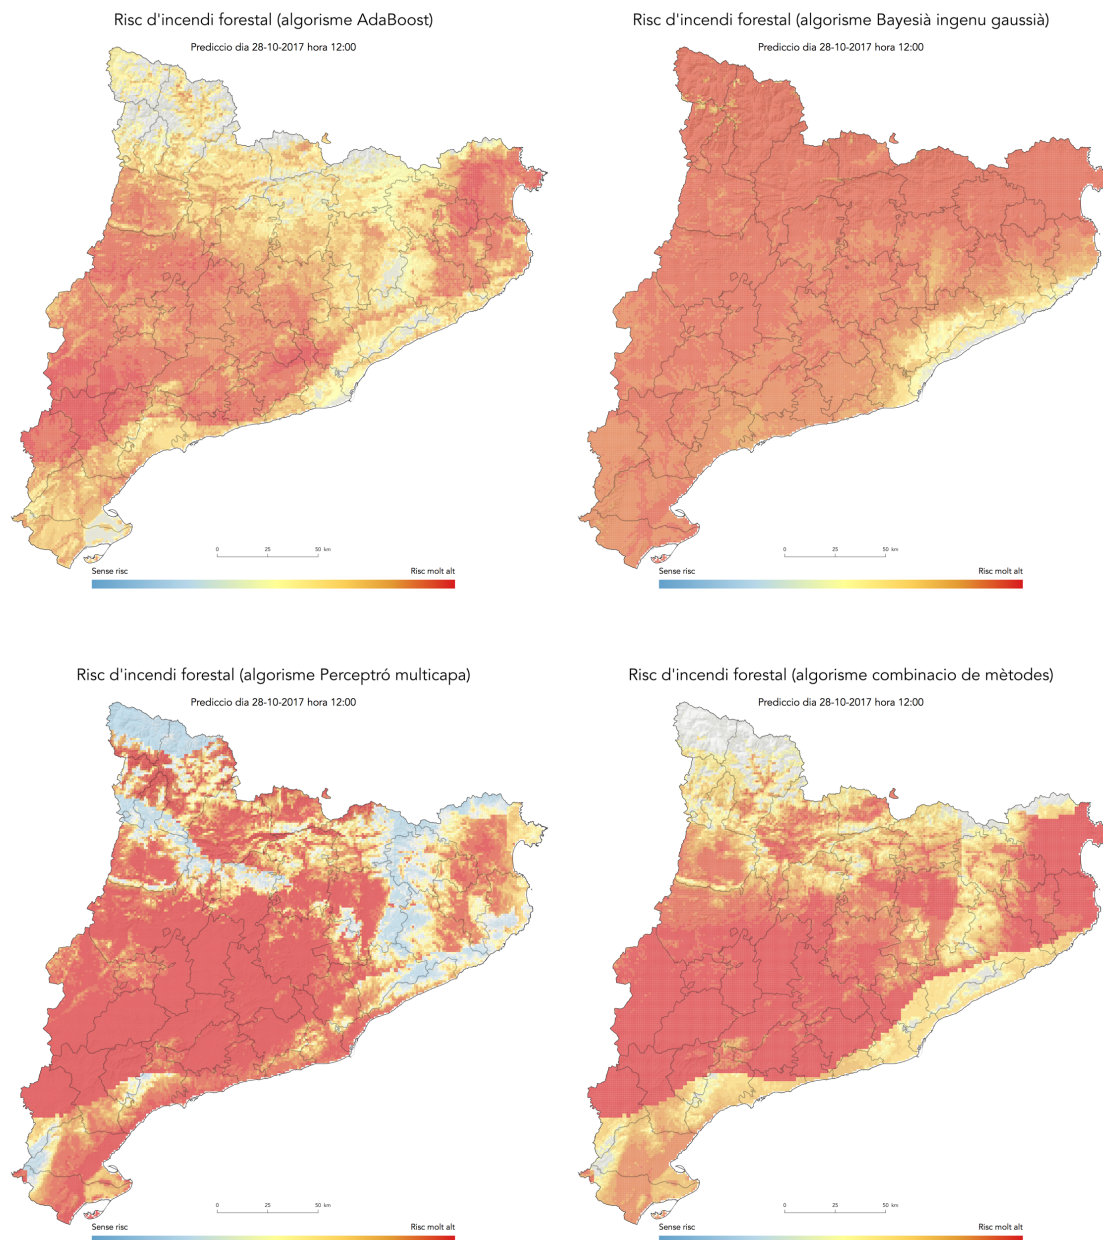 Risc d'incendi forestal (algorisme AdaBoost)
Prediccio dia 28-10-2017 hora 12:00
0 25 50 km
Sense risc Risc molt alt
Risc d'incendi forestal (algorisme Bayesià ingenu gaussià)
Prediccio dia 28-10-2017 hora 12:00
0 25 50 km
Sense risc Risc molt alt
Risc d'incendi forestal (algorisme Perceptró multicapa)
Prediccio dia 28-10-2017 hora 12:00
0 25 50 km
Sense risc Risc molt alt
Risc d'incendi forestal (algorisme combinacio de mètodes)
Prediccio dia 28-10-2017 hora 12:00
0 25 50 km
Sense risc Risc molt alt